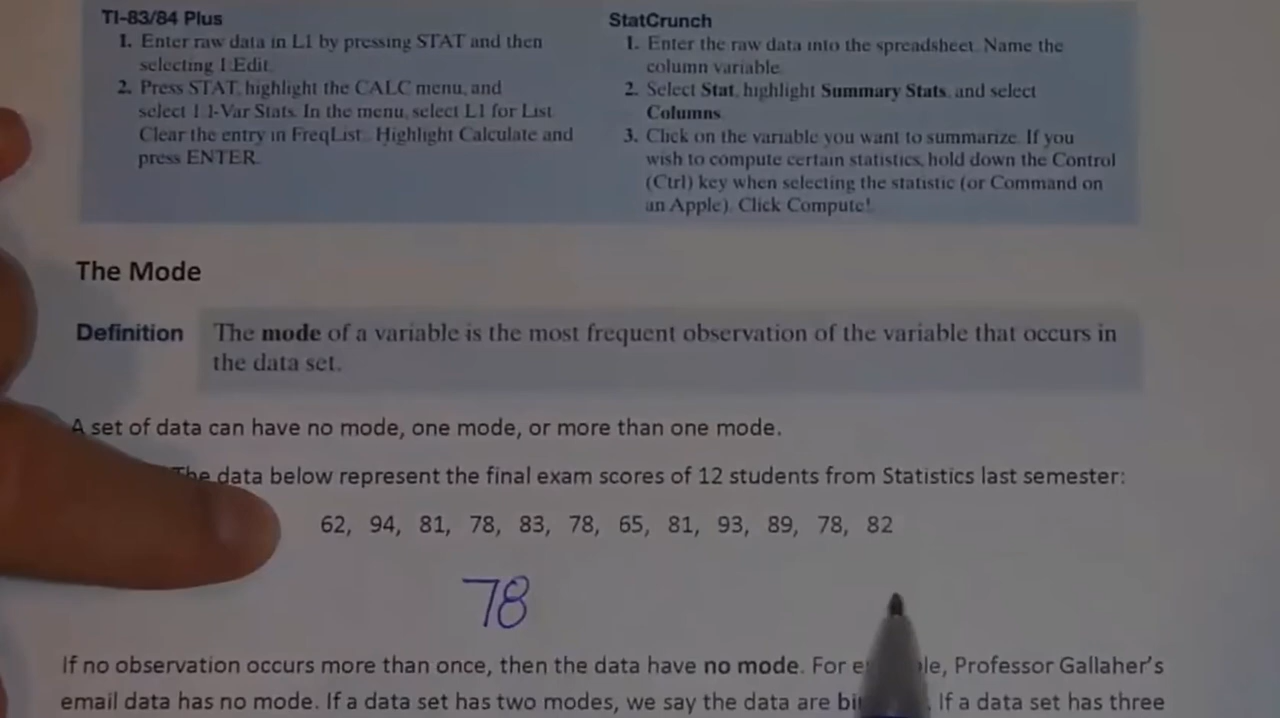 TI-83/84 Plus
1. Enter raw data in L1 by pressing STAT and then
selecting 1:Edit.
2. Press STAT, highlight the CALC menu, and
select 1:1-Var Stats. In the menu, select L1 for List.
Clear the entry in FreqList. Highlight Calculate and
press ENTER.
StatCrunch
1. Enter the raw data into the spreadsheet. Name the
column variable.
2. Select Stat, highlight Summary Stats, and select
Columns.
3. Click on the variable you want to summarize. If you
wish to compute certain statistics, hold down the Control
(Ctrl) key when selecting the statistic (or Command on
an Apple). Click Compute!
The Mode
Definition The mode of a variable is the most frequent observation of the variable that occurs in
the data set.
A set of data can have no mode, one mode, or more than one mode.
The data below represent the final exam scores of 12 students from Statistics last semester:
62, 94, 81, 78, 83, 78, 65, 81, 93, 89, 78, 82
78
If no observation occurs more than once, then the data have no mode. For Professor Gallaher's
email data has no mode. If a data set has two modes, we say the data are If a data set has three